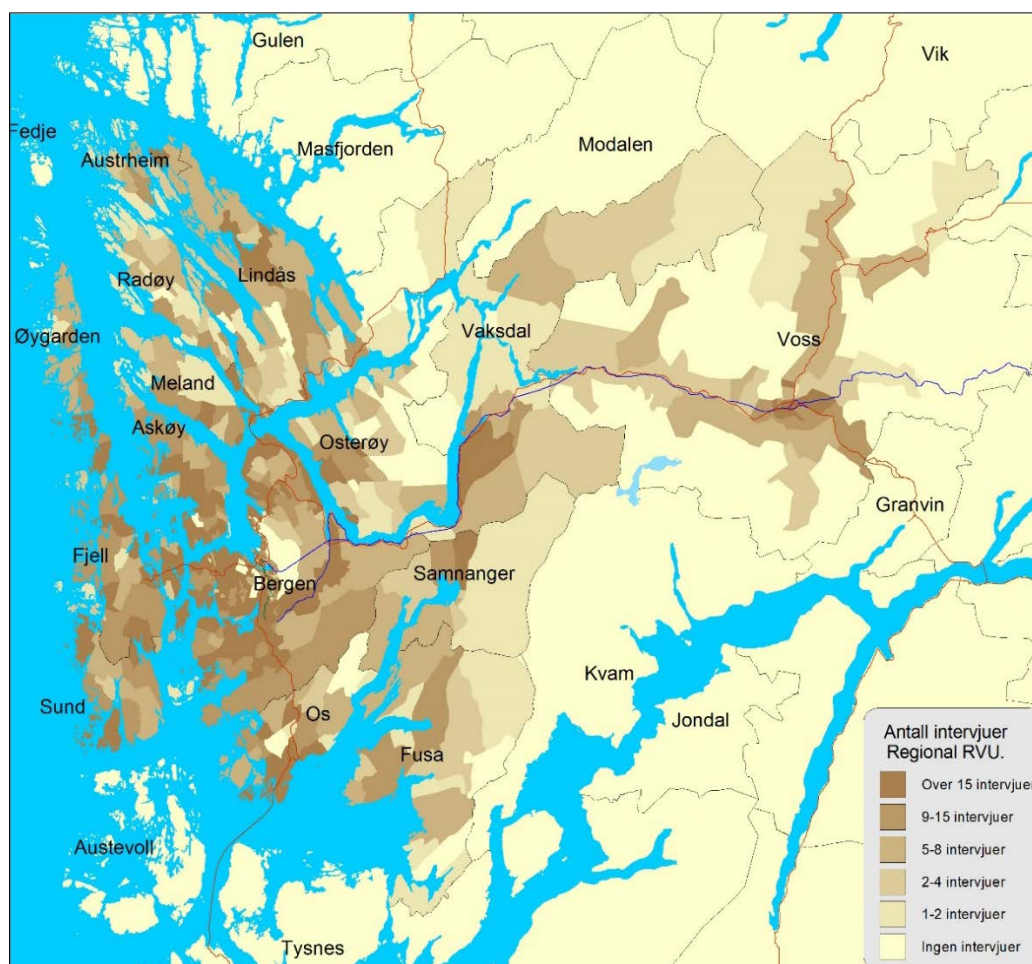 Gulen
Vik
Fedje
Masfjorden
Modalen
Austrheim
Radøy
Lindås
Øygarden
Vaksdal
Voss
Meland
Askøy
Osterøy
Granvin
Fjell
Bergen
Samnanger
Kvam
Sund
Os
Jondal
Fusa
Austevoll
Tysnes
Antall intervjuer
Regional RVU.
Over 15 intervjuer
9-15 intervjuer
5-8 intervjuer
2-4 intervjuer
1-2 intervjuer
Ingen intervjuer